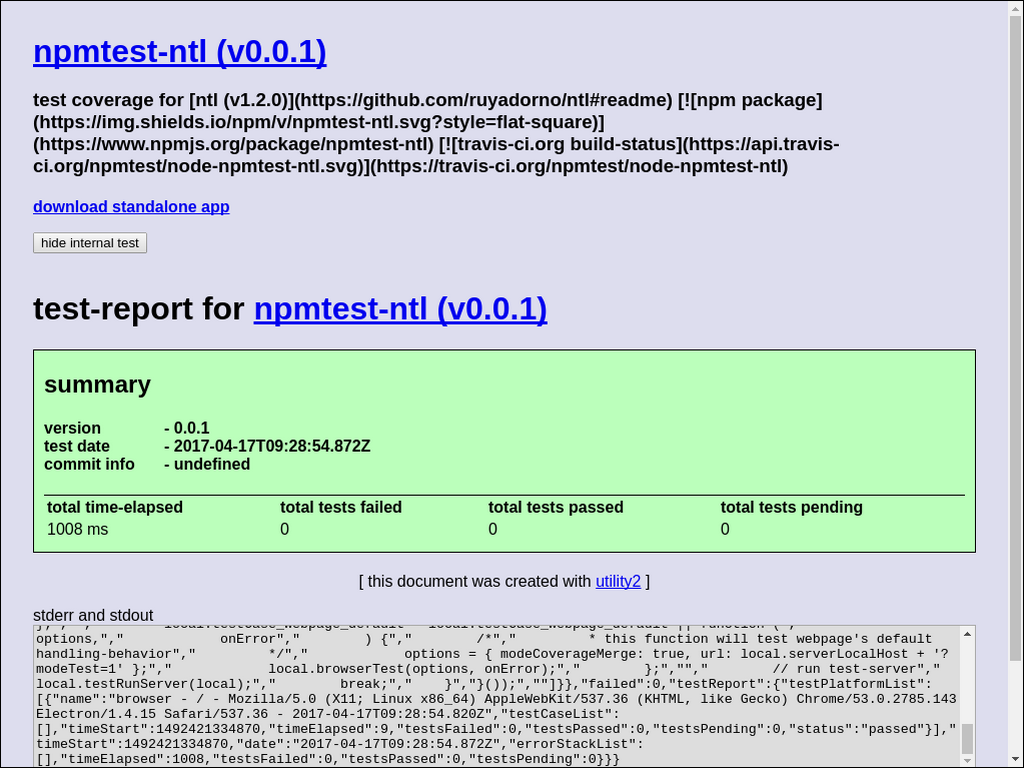 npmtest-ntl (v0.0.1)
test coverage for [ntl (v1.2.0)](https://github.com/ruyadorno/ntl#readme) [![npm package]
(https://img.shields.io/npm/v/npmtest-ntl.svg?style=flat-square)]
(https://www.npmjs.org/package/npmtest-ntl) [![travis-ci.org build-status](https://api.travis-
ci.org/npmtest/node-npmtest-ntl.svg)](https://travis-ci.org/npmtest/node-npmtest-ntl)
download standalone app
hide internal test
test-report for npmtest-ntl (v0.0.1)
summary
version - 0.0.1
test date - 2017-04-17T09:28:54.872Z
commit info - undefined
total time-elapsed total tests failed total tests passed total tests pending
1008 ms 0 0 0
[ this document was created with utility2 ]
stderr and stdout
options,","            onError","        ) {","        /*","         * this function will test webpage's default
handling-behavior","         */","            options = { modeCoverageMerge: true, url: local.serverLocalHost + '?
modeTest=1' };","            local.browserTest(options, onError);","        };","","        // run test-server","
local.testRunServer(local);","        break;","    }","}());",""]}},"failed":0,"testReport":{"testPlatformList":
[{"name":"browser - / - Mozilla/5.0 (X11; Linux x86_64) AppleWebKit/537.36 (KHTML, like Gecko) Chrome/53.0.2785.143
Electron/1.4.15 Safari/537.36 - 2017-04-17T09:28:54.820Z","testCaseList":
[],"timeStart":1492421334870,"timeElapsed":9,"testsFailed":0,"testsPassed":0,"testsPending":0,"status":"passed"}],"
timeStart":1492421334870,"date":"2017-04-17T09:28:54.872Z","errorStackList":
[],"timeElapsed":1008,"testsFailed":0,"testsPassed":0,"testsPending":0}}}